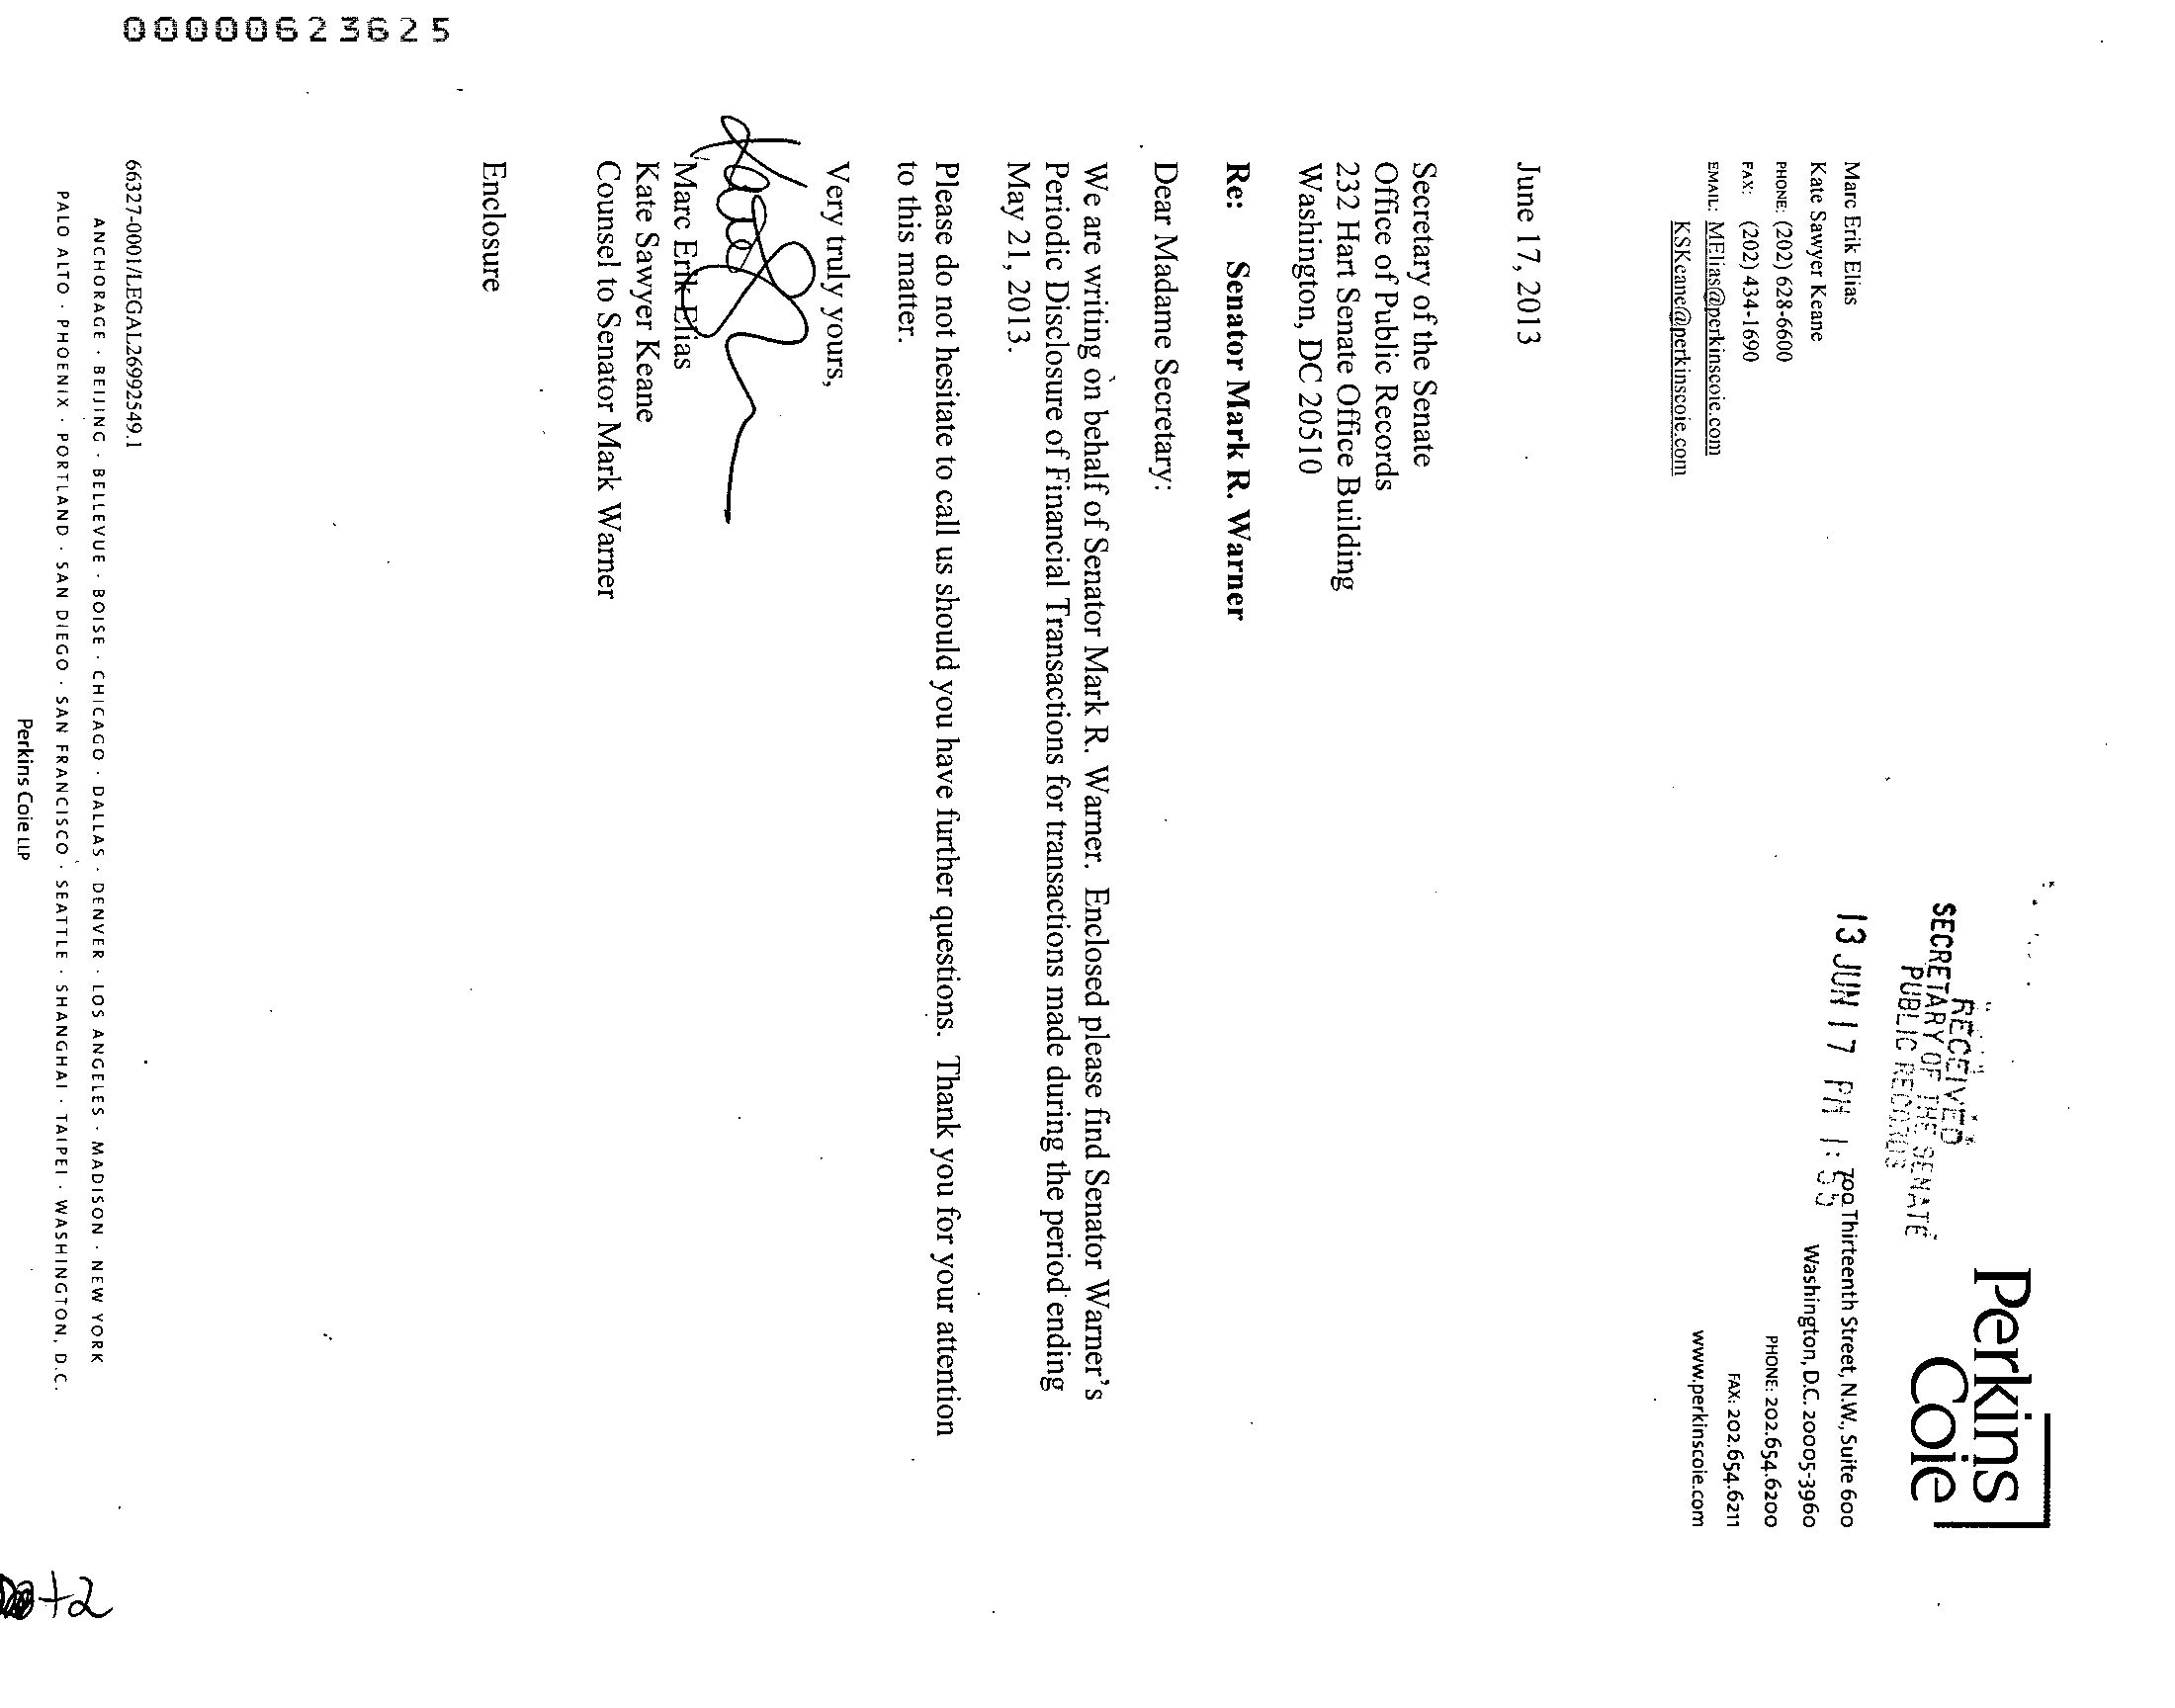 00000623625
Perkins
Coie
RECEIVED
SECRETARY OF THE SENATE
PUBLIC RECORDS
13 JUN 17 PM 1:55
Marc Erik Elias
Kate Sawyer Keane
PHONE: (202) 628-6600
FAX: (202) 434-1690
EMAIL: MElias@perkinscoie.com
KSKeane@perkinscoie.com
700 Thirteenth Street, N.W., Suite 600
Washington, D.C. 20005-3960
PHONE: 202.654.6200
FAX: 202.654.6211
www.perkinscoie.com
June 17, 2013
Secretary of the Senate
Office of Public Records
232 Hart Senate Office Building
Washington, DC 20510
Re: Senator Mark R. Warner
Dear Madame Secretary:
We are writing on behalf of Senator Mark R. Warner. Enclosed please find Senator Warner's
Periodic Disclosure of Financial Transactions for transactions made during the period ending
May 21, 2013.
Please do not hesitate to call us should you have further questions. Thank you for your attention
to this matter.
Very truly yours,
Marc Erik Elias
Kate Sawyer Keane
Counsel to Senator Mark Warner
Enclosure
66327-0001/LEGAL26992549.1
ANCHORAGE · BEIJING · BELLEVUE · BOISE · CHICAGO · DALLAS · DENVER · LOS ANGELES · MADISON · NEW YORK
PALO ALTO · PHOENIX · PORTLAND · SAN DIEGO · SAN FRANCISCO · SEATTLE · SHANGHAI · TAIPEI · WASHINGTON, D.C.
Perkins Coie LLP
+2